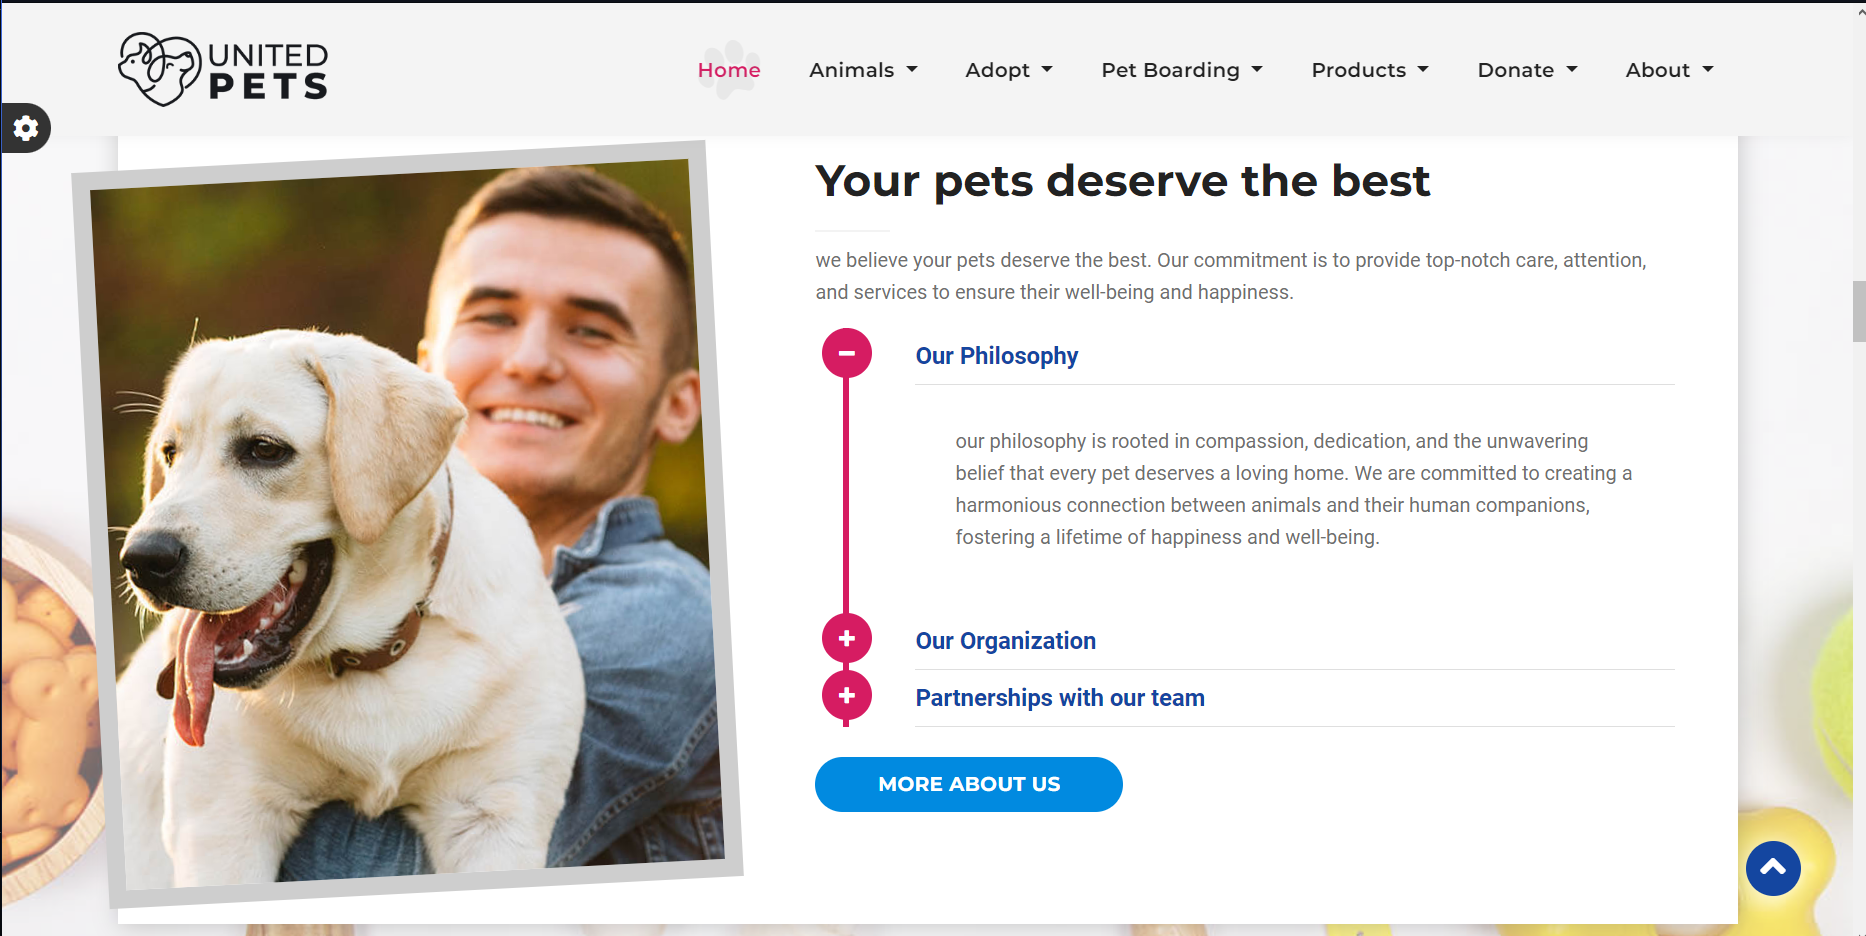 UNITED
PETS
Home
Animals
Adopt
Pet Boarding
Products
Donate
About
Your pets deserve the best
we believe your pets deserve the best. Our commitment is to provide top-notch care, attention,
and services to ensure their well-being and happiness.
Our Philosophy
our philosophy is rooted in compassion, dedication, and the unwavering
belief that every pet deserves a loving home. We are committed to creating a
harmonious connection between animals and their human companions,
fostering a lifetime of happiness and well-being.
Our Organization
Partnerships with our team
MORE ABOUT US